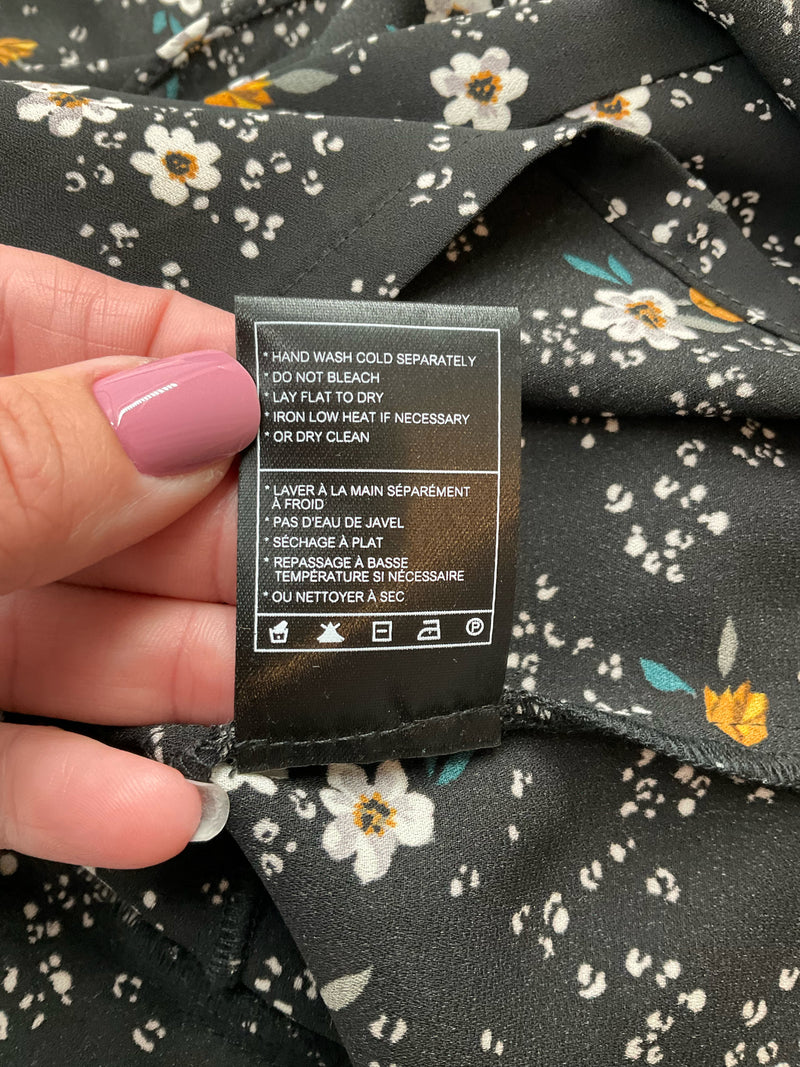 * HAND WASH COLD SEPARATELY
* DO NOT BLEACH
* LAY FLAT TO DRY
* IRON LOW HEAT IF NECESSARY
* OR DRY CLEAN
* LAVER À LA MAIN SÉPARÉMENT
À FROID
* PAS D'EAU DE JAVEL
* SÉCHAGE À PLAT
* REPASSAGE À BASSE
TEMPÉRATURE SI NÉCESSAIRE
* OU NETTOYER À SEC
P